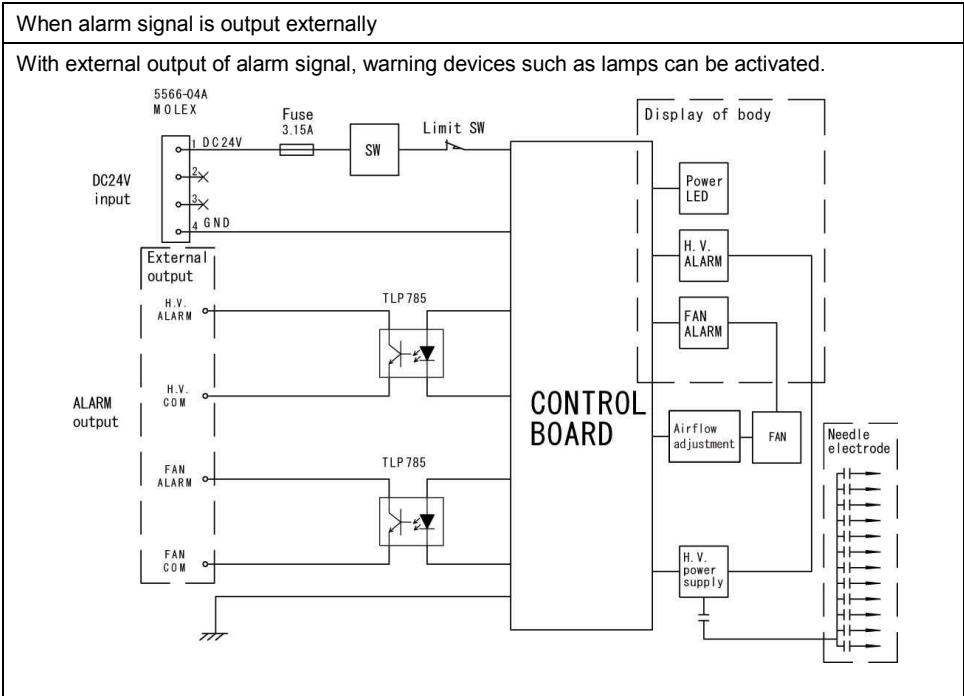 When alarm signal is output externally
With external output of alarm signal, warning devices such as lamps can be activated.
5566-04A
MOLEX
DC24V
input
1 DC24V
2
3
4 GND
Fuse
3.15A
SW
Limit SW
Display of body
Power
LED
H.V.
ALARM
FAN
ALARM
External
output
H.V.
ALARM
H.V.
COM
ALARM
output
FAN
ALARM
FAN
COM
TLP785
TLP785
CONTROL
BOARD
Airflow
adjustment
FAN
Needle
electrode
H.V.
power
supply